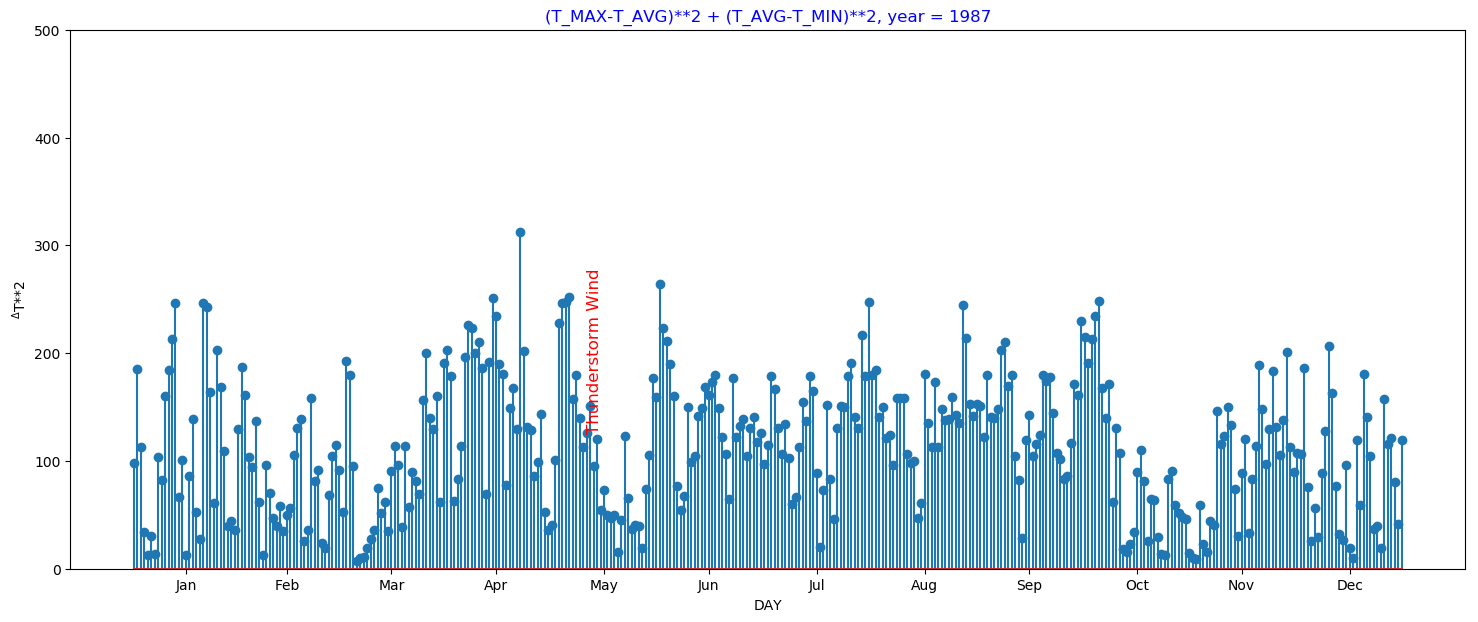 (T_MAX-T_AVG)**2 + (T_AVG-T_MIN)**2, year = 1987
500
400
300
200
100
0
ΔT**2
Thunderstorm Wind
Jan Feb Mar Apr May Jun Jul Aug Sep Oct Nov Dec
DAY